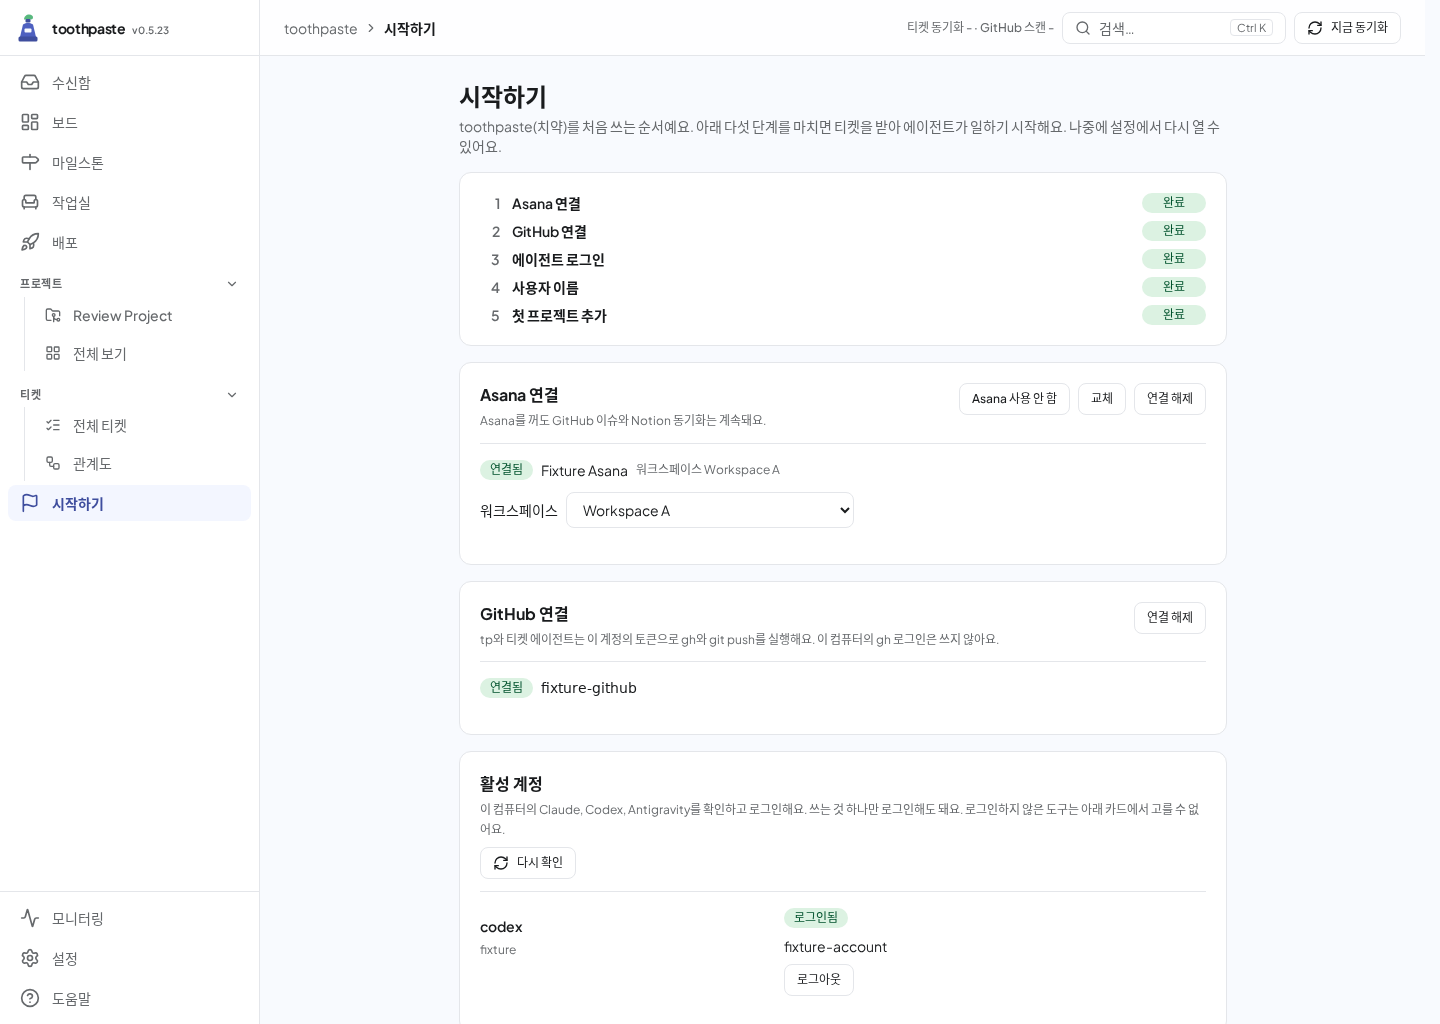 toothpaste v0.5.23
수신함
보드
마일스톤
작업실
배포
프로젝트
Review Project
전체 보기
티켓
전체 티켓
관계도
시작하기
모니터링
설정
도움말
toothpaste > 시작하기
티켓 동기화 - · GitHub 스캔 -
검색... Ctrl K
지금 동기화
시작하기
toothpaste(치약)를 처음 쓰는 순서예요. 아래 다섯 단계를 마치면 티켓을 받아 에이전트가 일하기 시작해요. 나중에 설정에서 다시 열 수
있어요.
1 Asana 연결 완료
2 GitHub 연결 완료
3 에이전트 로그인 완료
4 사용자 이름 완료
5 첫 프로젝트 추가 완료
Asana 연결
Asana를 꺼도 GitHub 이슈와 Notion 동기화는 계속돼요.
Asana 사용 안 함 교체 연결 해제
연결됨 Fixture Asana 워크스페이스 Workspace A
워크스페이스 Workspace A
GitHub 연결
tp와 티켓 에이전트는 이 계정의 토큰으로 gh와 git push를 실행해요. 이 컴퓨터의 gh 로그인은 쓰지 않아요.
연결 해제
연결됨 fixture-github
활성 계정
이 컴퓨터의 Claude, Codex, Antigravity를 확인하고 로그인해요. 쓰는 것 하나만 로그인해도 돼요. 로그인하지 않은 도구는 아래 카드에서 고를 수 없
어요.
다시 확인
codex
fixture
로그인됨
fixture-account
로그아웃